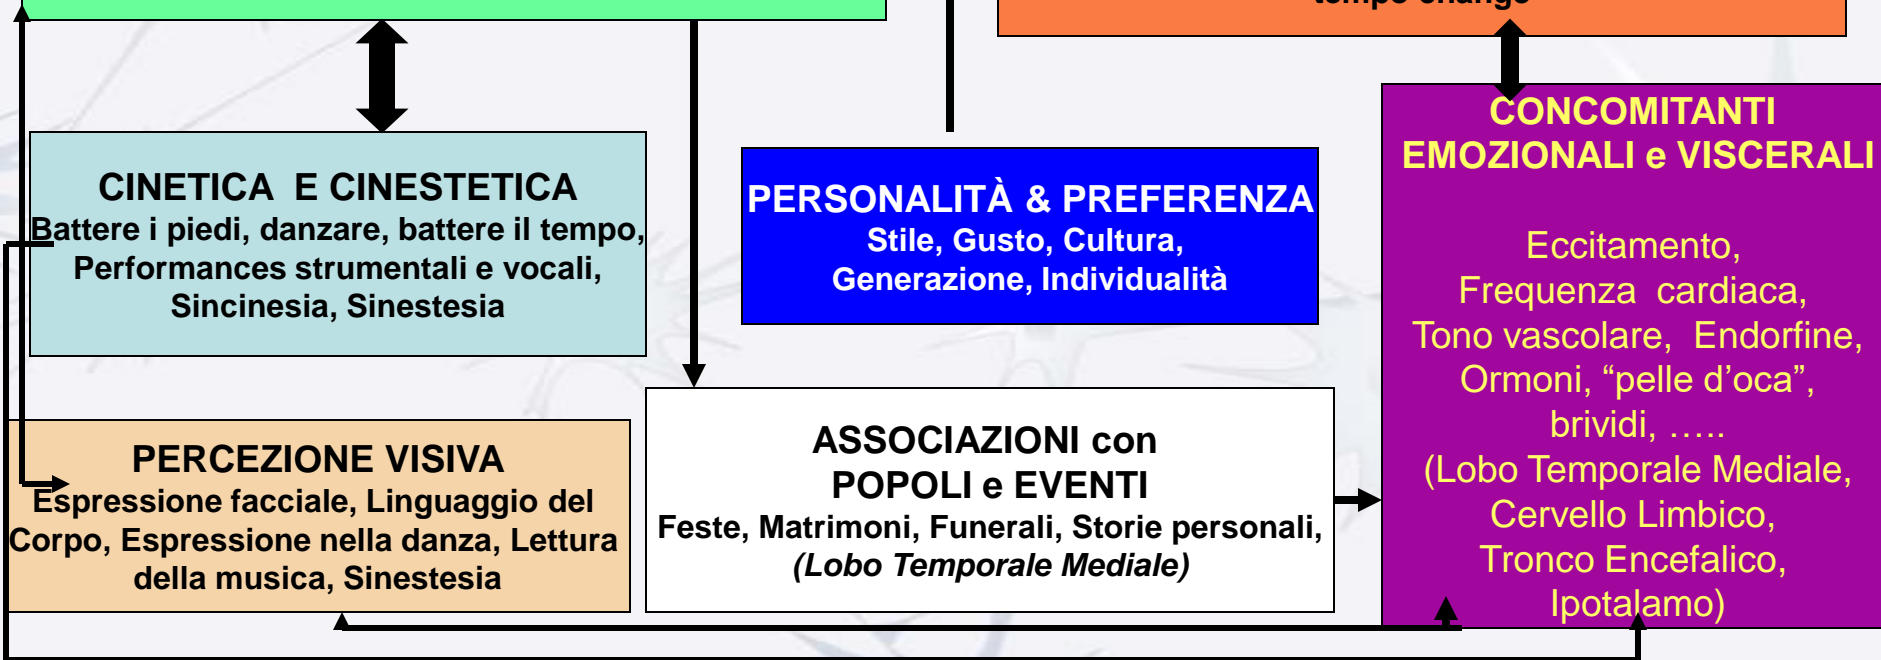 tempo change
CONCOMITANTI
EMOZIONALI e VISCERALI
Eccitamento,
Frequenza cardiaca,
Tono vascolare, Endorfine,
Ormoni, “pelle d’oca”,
brividi, …..
(Lobo Temporale Mediale,
Cervello Limbico,
Tronco Encefalico,
Ipotalamo)
CINETICA E CINESTETICA
Battere i piedi, danzare, battere il tempo,
Performances strumentali e vocali,
Sincinesia, Sinestesia
PERSONALITÀ & PREFERENZA
Stile, Gusto, Cultura,
Generazione, Individualità
PERCEZIONE VISIVA
Espressione facciale, Linguaggio del
Corpo, Espressione nella danza, Lettura
della musica, Sinestesia
ASSOCIAZIONI con
POPOLI e EVENTI
Feste, Matrimoni, Funerali, Storie personali,
(Lobo Temporale Mediale)